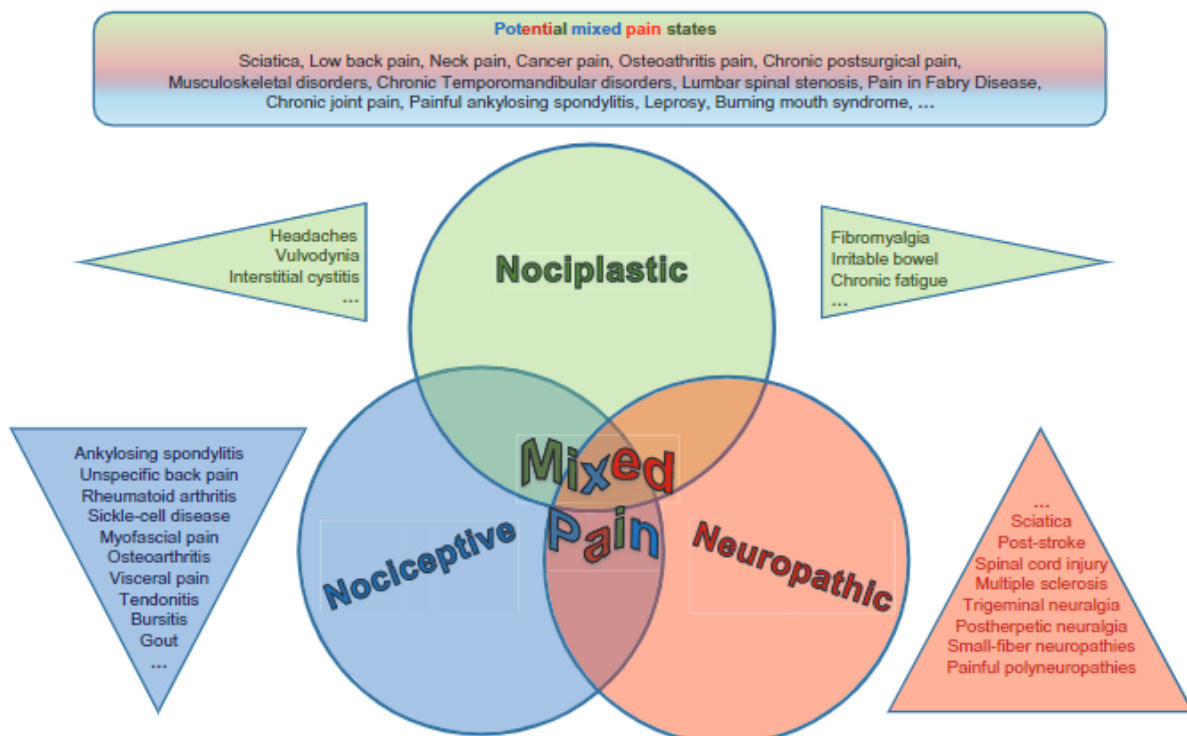 Potential mixed pain states
Sciatica, Low back pain, Neck pain, Cancer pain, Osteoathritis pain, Chronic postsurgical pain,
Musculoskeletal disorders, Chronic Temporomandibular disorders, Lumbar spinal stenosis, Pain in Fabry Disease,
Chronic joint pain, Painful ankylosing spondylitis, Leprosy, Burning mouth syndrome, ...
Headaches
Vulvodynia
Interstitial cystitis
...
Nociplastic
Fibromyalgia
Irritable bowel
Chronic fatigue
...
Ankylosing spondylitis
Unspecific back pain
Rheumatoid arthritis
Sickle-cell disease
Myofascial pain
Osteoarthritis
Visceral pain
Tendonitis
Bursitis
Gout
...
Nociceptive
Mixed
Pain
Neuropathic
...
Sciatica
Post-stroke
Spinal cord injury
Multiple sclerosis
Trigeminal neuralgia
Postherpetic neuralgia
Small-fiber neuropathies
Painful polyneuropathies